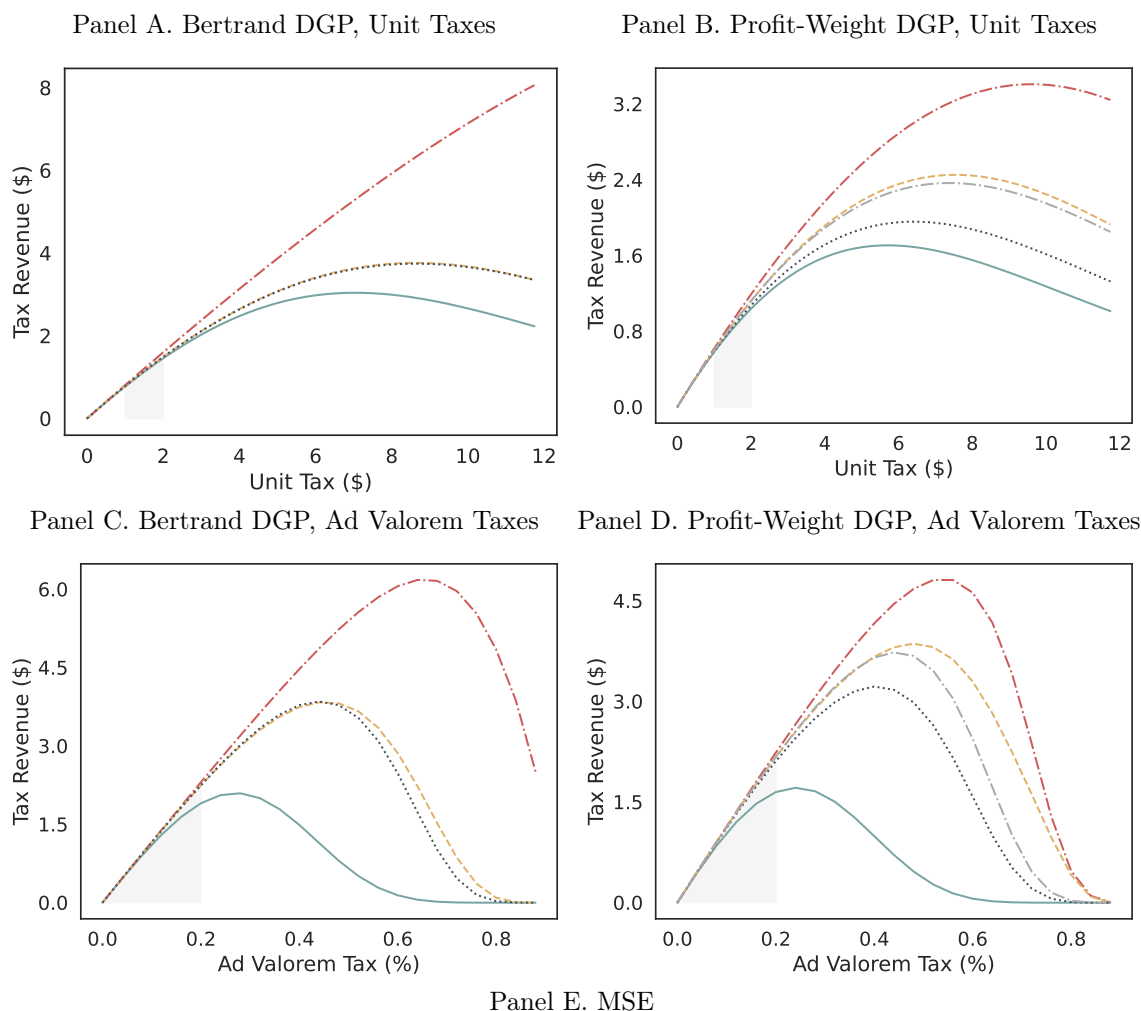 Panel A. Bertrand DGP, Unit Taxes
Tax Revenue ($)
8
6
4
2
0
0 2 4 6 8 10 12
Unit Tax ($)
Panel B. Profit-Weight DGP, Unit Taxes
Tax Revenue ($)
3.2
2.4
1.6
0.8
0.0
0 2 4 6 8 10 12
Unit Tax ($)
Panel C. Bertrand DGP, Ad Valorem Taxes
Tax Revenue ($)
6.0
4.5
3.0
1.5
0.0
0.0 0.2 0.4 0.6 0.8
Ad Valorem Tax (%)
Panel D. Profit-Weight DGP, Ad Valorem Taxes
Tax Revenue ($)
4.5
3.0
1.5
0.0
0.0 0.2 0.4 0.6 0.8
Ad Valorem Tax (%)
Panel E. MSE